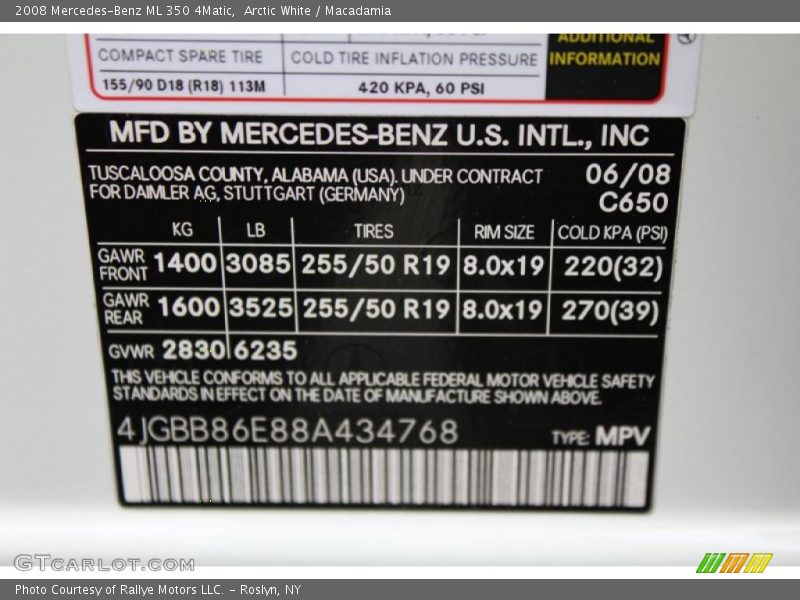 2008 Mercedes-Benz ML 350 4Matic, Arctic White / Macadamia
ADDITIONAL
COMPACT SPARE TIRE COLD TIRE INFLATION PRESSURE INFORMATION
155/90 D18 (R18) 113M 420 KPA, 60 PSI
MFD BY MERCEDES-BENZ U.S. INTL., INC
TUSCALOOSA COUNTY, ALABAMA (USA). UNDER CONTRACT 06/08
FOR DAIMLER AG, STUTTGART (GERMANY) C650
KG LB TIRES RIM SIZE COLD KPA (PSI)
GAWR FRONT 1400 3085 255/50 R19 8.0x19 220(32)
GAWR REAR 1600 3525 255/50 R19 8.0x19 270(39)
GVWR 2830 6235
THIS VEHICLE CONFORMS TO ALL APPLICABLE FEDERAL MOTOR VEHICLE SAFETY
STANDARDS IN EFFECT ON THE DATE OF MANUFACTURE SHOWN ABOVE.
4JGBB86E88A434768 TYPE: MPV
GTCARLOT.COM
Photo Courtesy of Rallye Motors LLC. - Roslyn, NY